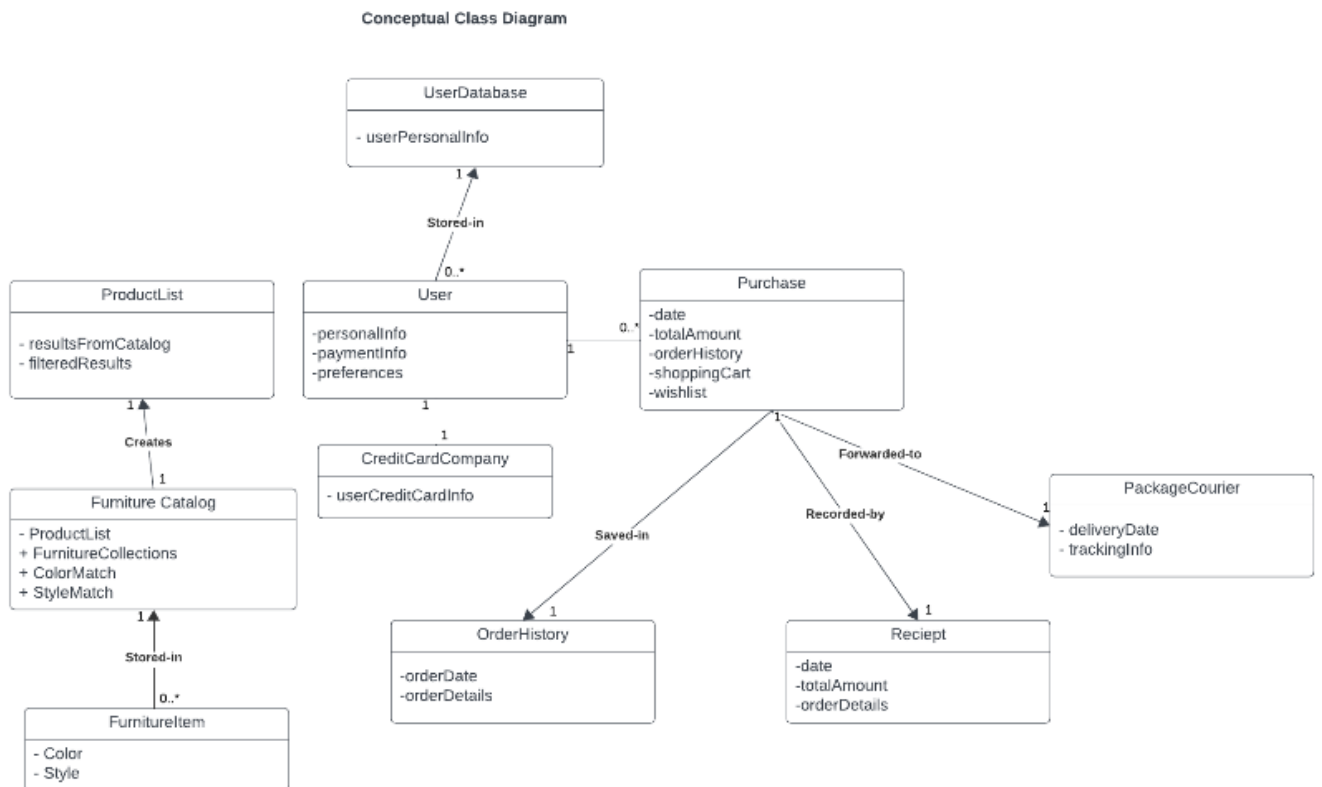 Conceptual Class Diagram
UserDatabase
- userPersonalInfo
1
Stored-in
0..*
ProductList
- resultsFromCatalog
- filteredResults
User
-personalInfo
-paymentInfo
-preferences
1
0..*
Purchase
-date
-totalAmount
-orderHistory
-shoppingCart
-wishlist
1
Creates
1
1
1
CreditCardCompany
- userCreditCardInfo
Furniture Catalog
- ProductList
+ FurnitureCollections
+ ColorMatch
+ StyleMatch
1
Forwarded-to
1
PackageCourier
- deliveryDate
- trackingInfo
Recorded-by
Saved-in
1
OrderHistory
-orderDate
-orderDetails
1
Reciept
-date
-totalAmount
-orderDetails
1
Stored-in
0..*
FurnitureItem
- Color
- Style